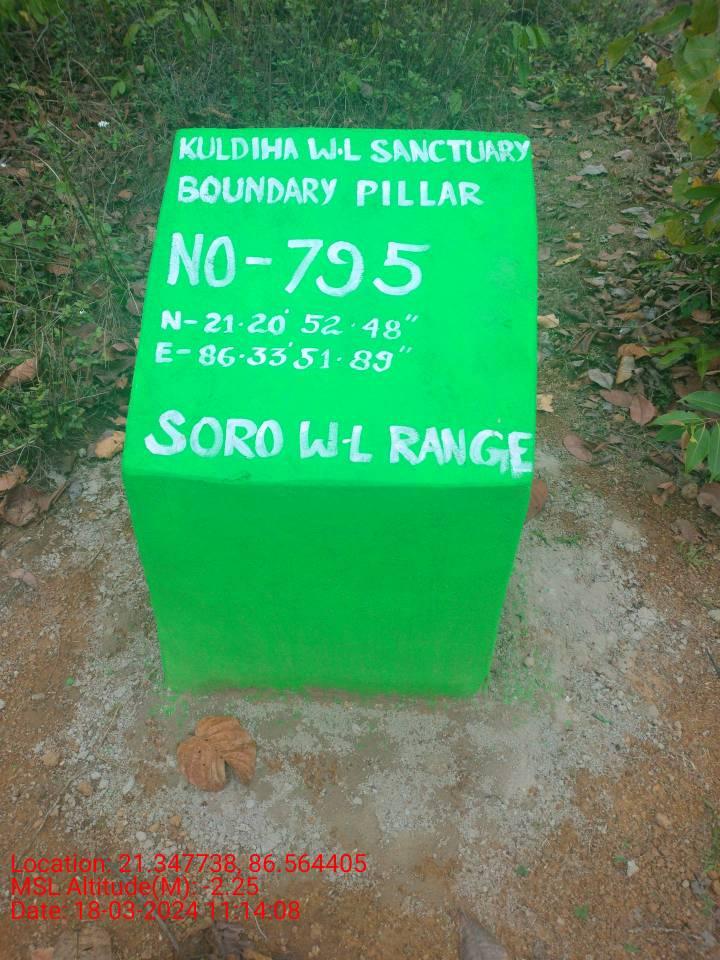 KULDIHA W·L SANCTUARY
BOUNDARY PILLAR
NO-795
N-21·20' 52·48"
E-86·33'51·89"
SORO W·L RANGE
Location: 21.347738, 86.564405
MSL Altitude(M): -2.25
Date: 18-03-2024 11:14:08